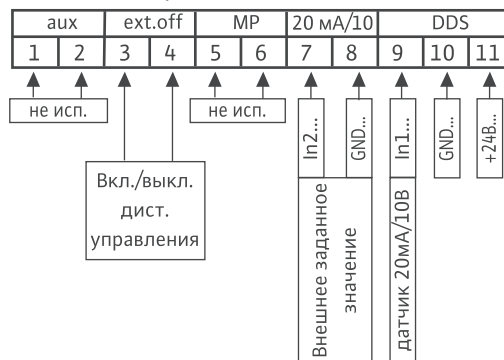 aux ext.off MP 20 мА/10 DDS
1 2 3 4 5 6 7 8 9 10 11
не исп. не исп.
In2... GND... In1... GND... +24В...
Вкл./выкл.
дист.
управления
Внешнее заданное
значение
датчик 20мА/10В